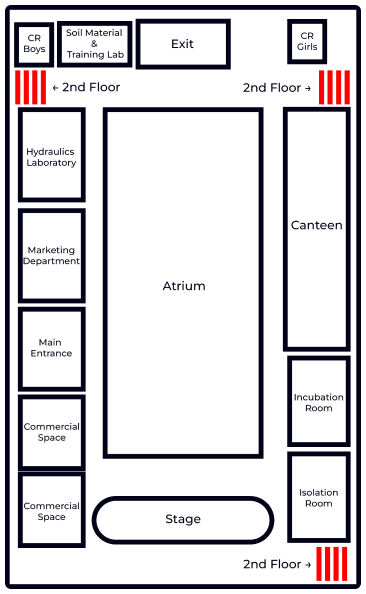 CR
Boys
Soil Material
&
Training Lab
Exit
CR
Girls
← 2nd Floor
2nd Floor →
Hydraulics
Laboratory
Canteen
Marketing
Department
Atrium
Main
Entrance
Incubation
Room
Commercial
Space
Isolation
Room
Commercial
Space
Stage
2nd Floor →